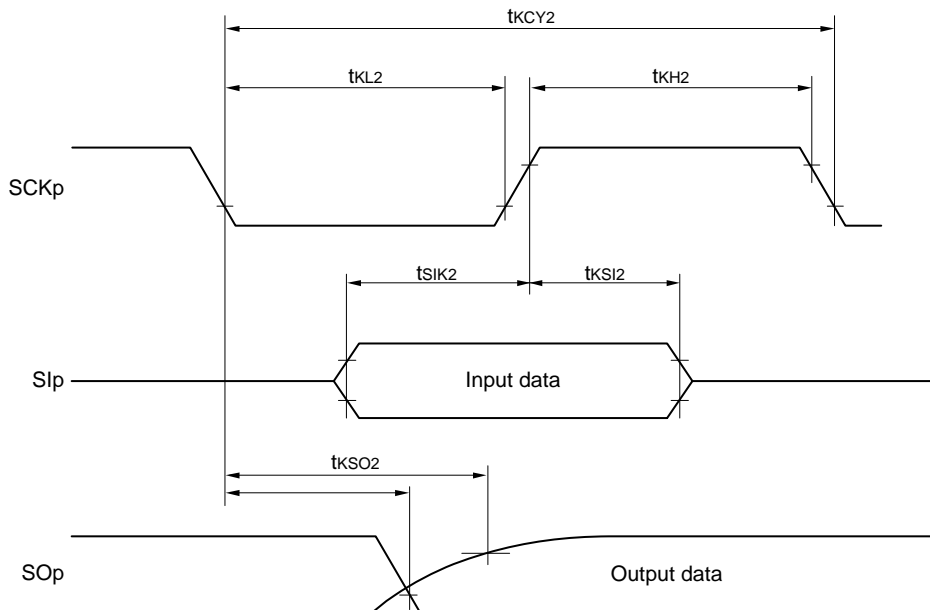 tKCY2
tKL2
tKH2
SCKp
tSIK2
tKSI2
SIp
Input data
tKSO2
SOp
Output data